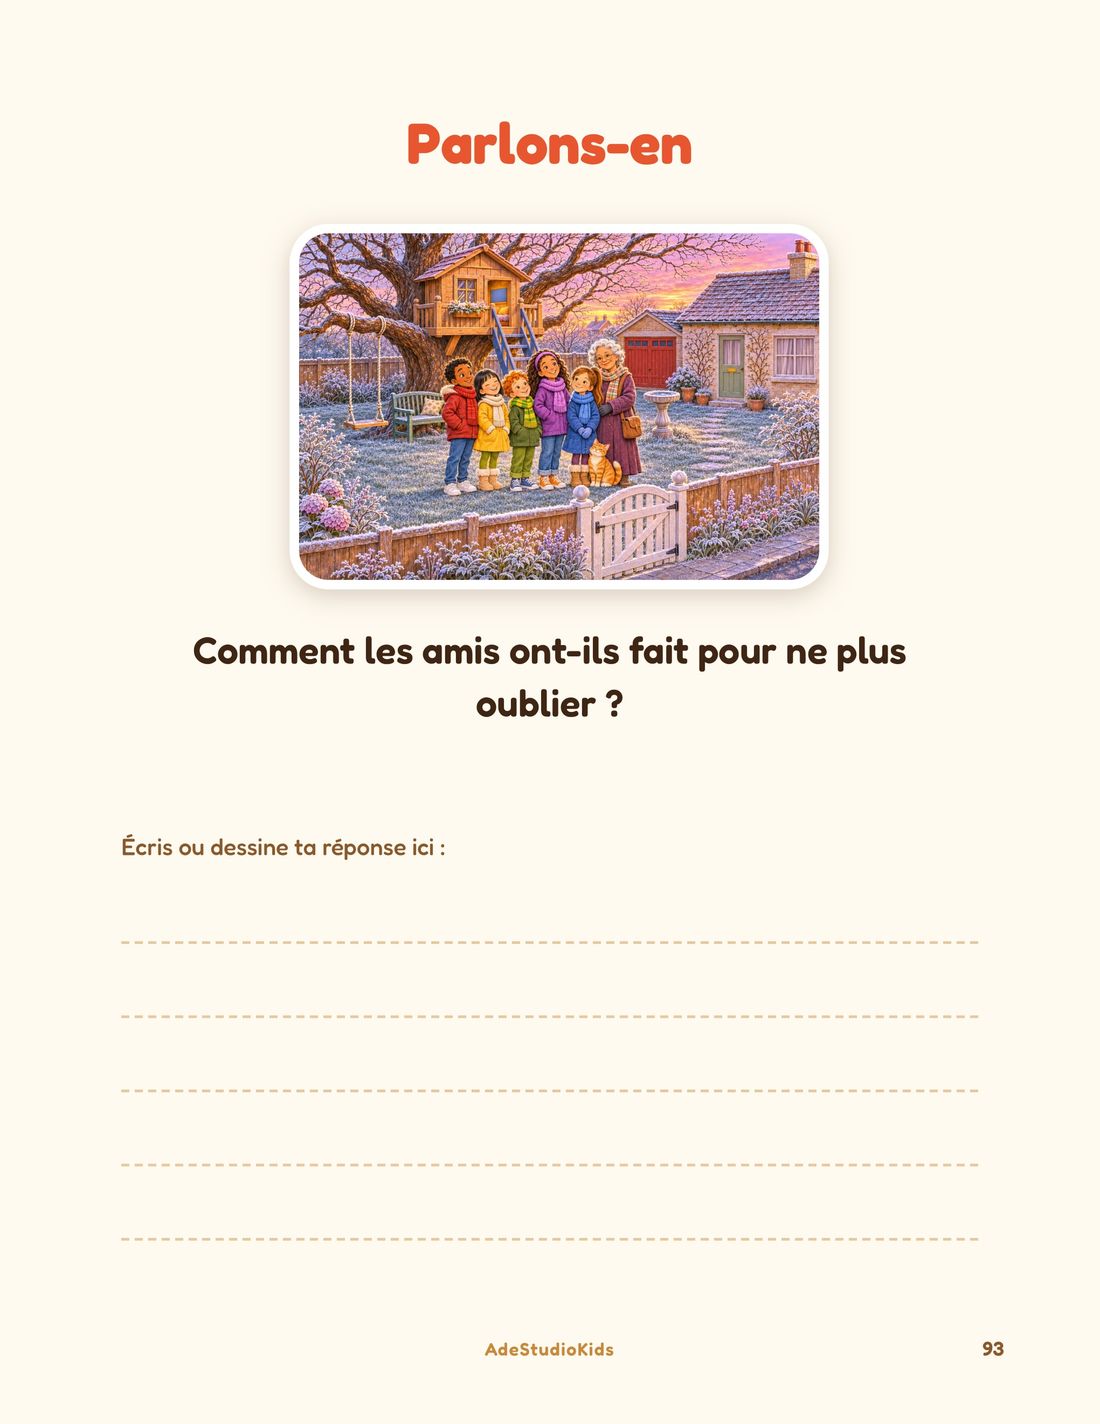 Parlons-en
Comment les amis ont-ils fait pour ne plus
oublier ?
Écris ou dessine ta réponse ici :
AdeStudioKids
93